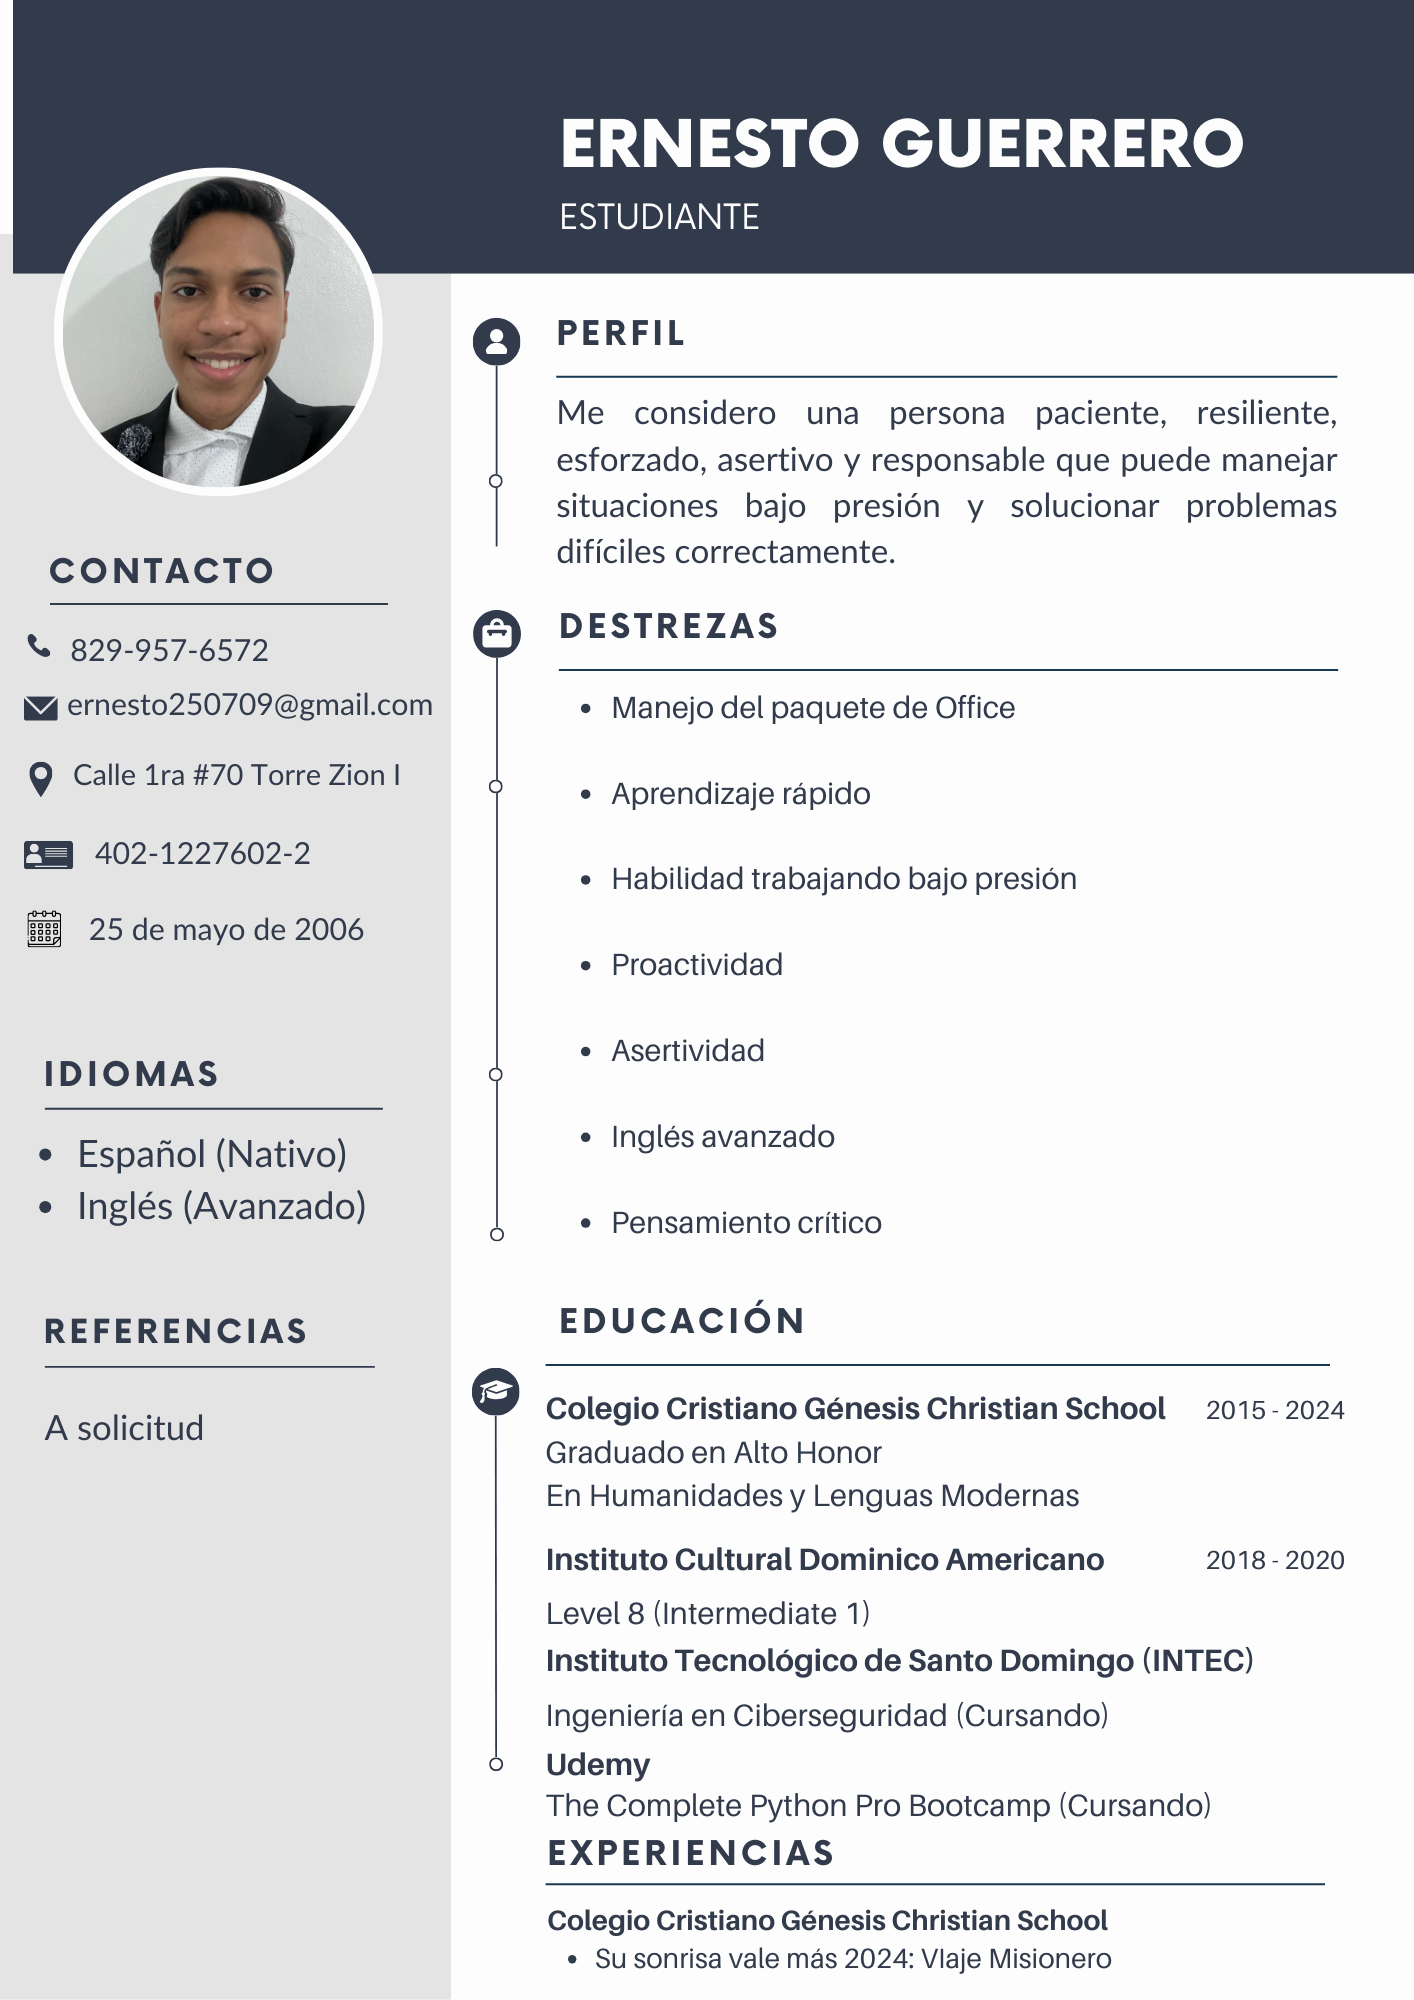 ERNESTO GUERRERO
ESTUDIANTE
CONTACTO
829-957-6572
ernesto250709@gmail.com
Calle 1ra #70 Torre Zion I
402-1227602-2
25 de mayo de 2006
IDIOMAS
• Español (Nativo)
• Inglés (Avanzado)
REFERENCIAS
A solicitud
PERFIL
Me considero una persona paciente, resiliente,
esforzado, asertivo y responsable que puede manejar
situaciones bajo presión y solucionar problemas
difíciles correctamente.
DESTREZAS
• Manejo del paquete de Office
• Aprendizaje rápido
• Habilidad trabajando bajo presión
• Proactividad
• Asertividad
• Inglés avanzado
• Pensamiento crítico
EDUCACIÓN
Colegio Cristiano Génesis Christian School 2015 - 2024
Graduado en Alto Honor
En Humanidades y Lenguas Modernas
Instituto Cultural Dominico Americano 2018 - 2020
Level 8 (Intermediate 1)
Instituto Tecnológico de Santo Domingo (INTEC)
Ingeniería en Ciberseguridad (Cursando)
Udemy
The Complete Python Pro Bootcamp (Cursando)
EXPERIENCIAS
Colegio Cristiano Génesis Christian School
• Su sonrisa vale más 2024: VIaje Misionero